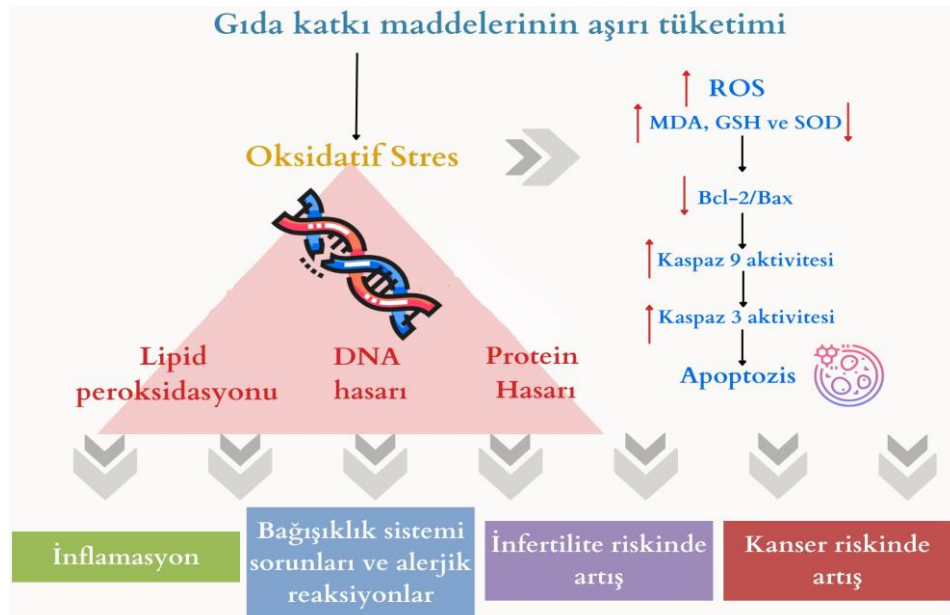 Gıda katkı maddelerinin aşırı tüketimi
Oksidatif Stres
ROS
MDA, GSH ve SOD
Bcl-2/Bax
Kaspaz 9 aktivitesi
Kaspaz 3 aktivitesi
Apoptozis
Lipid
peroksidasyonu
DNA
hasarı
Protein
Hasarı
İnflamasyon
Bağışıklık sistemi
sorunları ve alerjik
reaksiyonlar
İnfertilite riskinde
artış
Kanser riskinde
artış